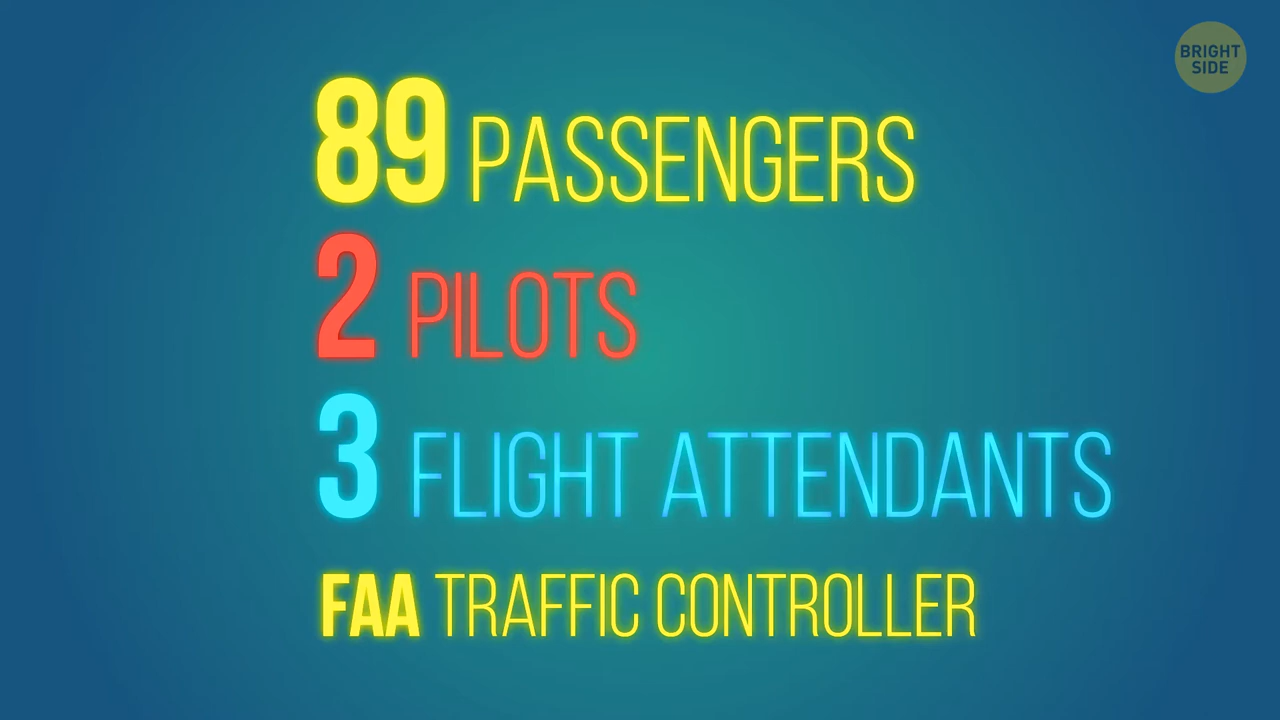 BRIGHT
SIDE
89 PASSENGERS
2 PILOTS
3 FLIGHT ATTENDANTS
FAA TRAFFIC CONTROLLER